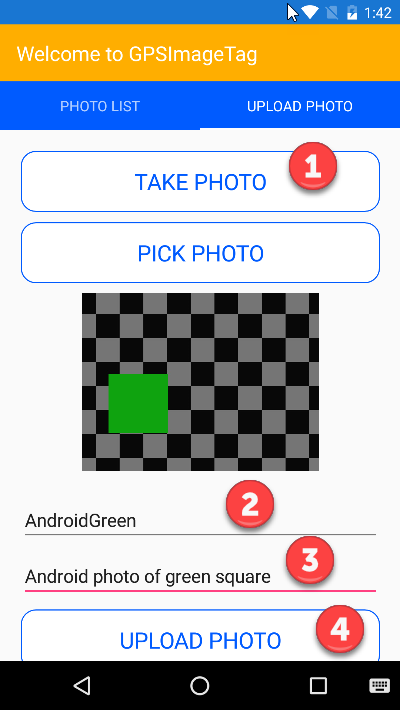 1:42
Welcome to GPSImageTag
PHOTO LIST
UPLOAD PHOTO
TAKE PHOTO
1
PICK PHOTO
AndroidGreen
2
Android photo of green square
3
UPLOAD PHOTO
4